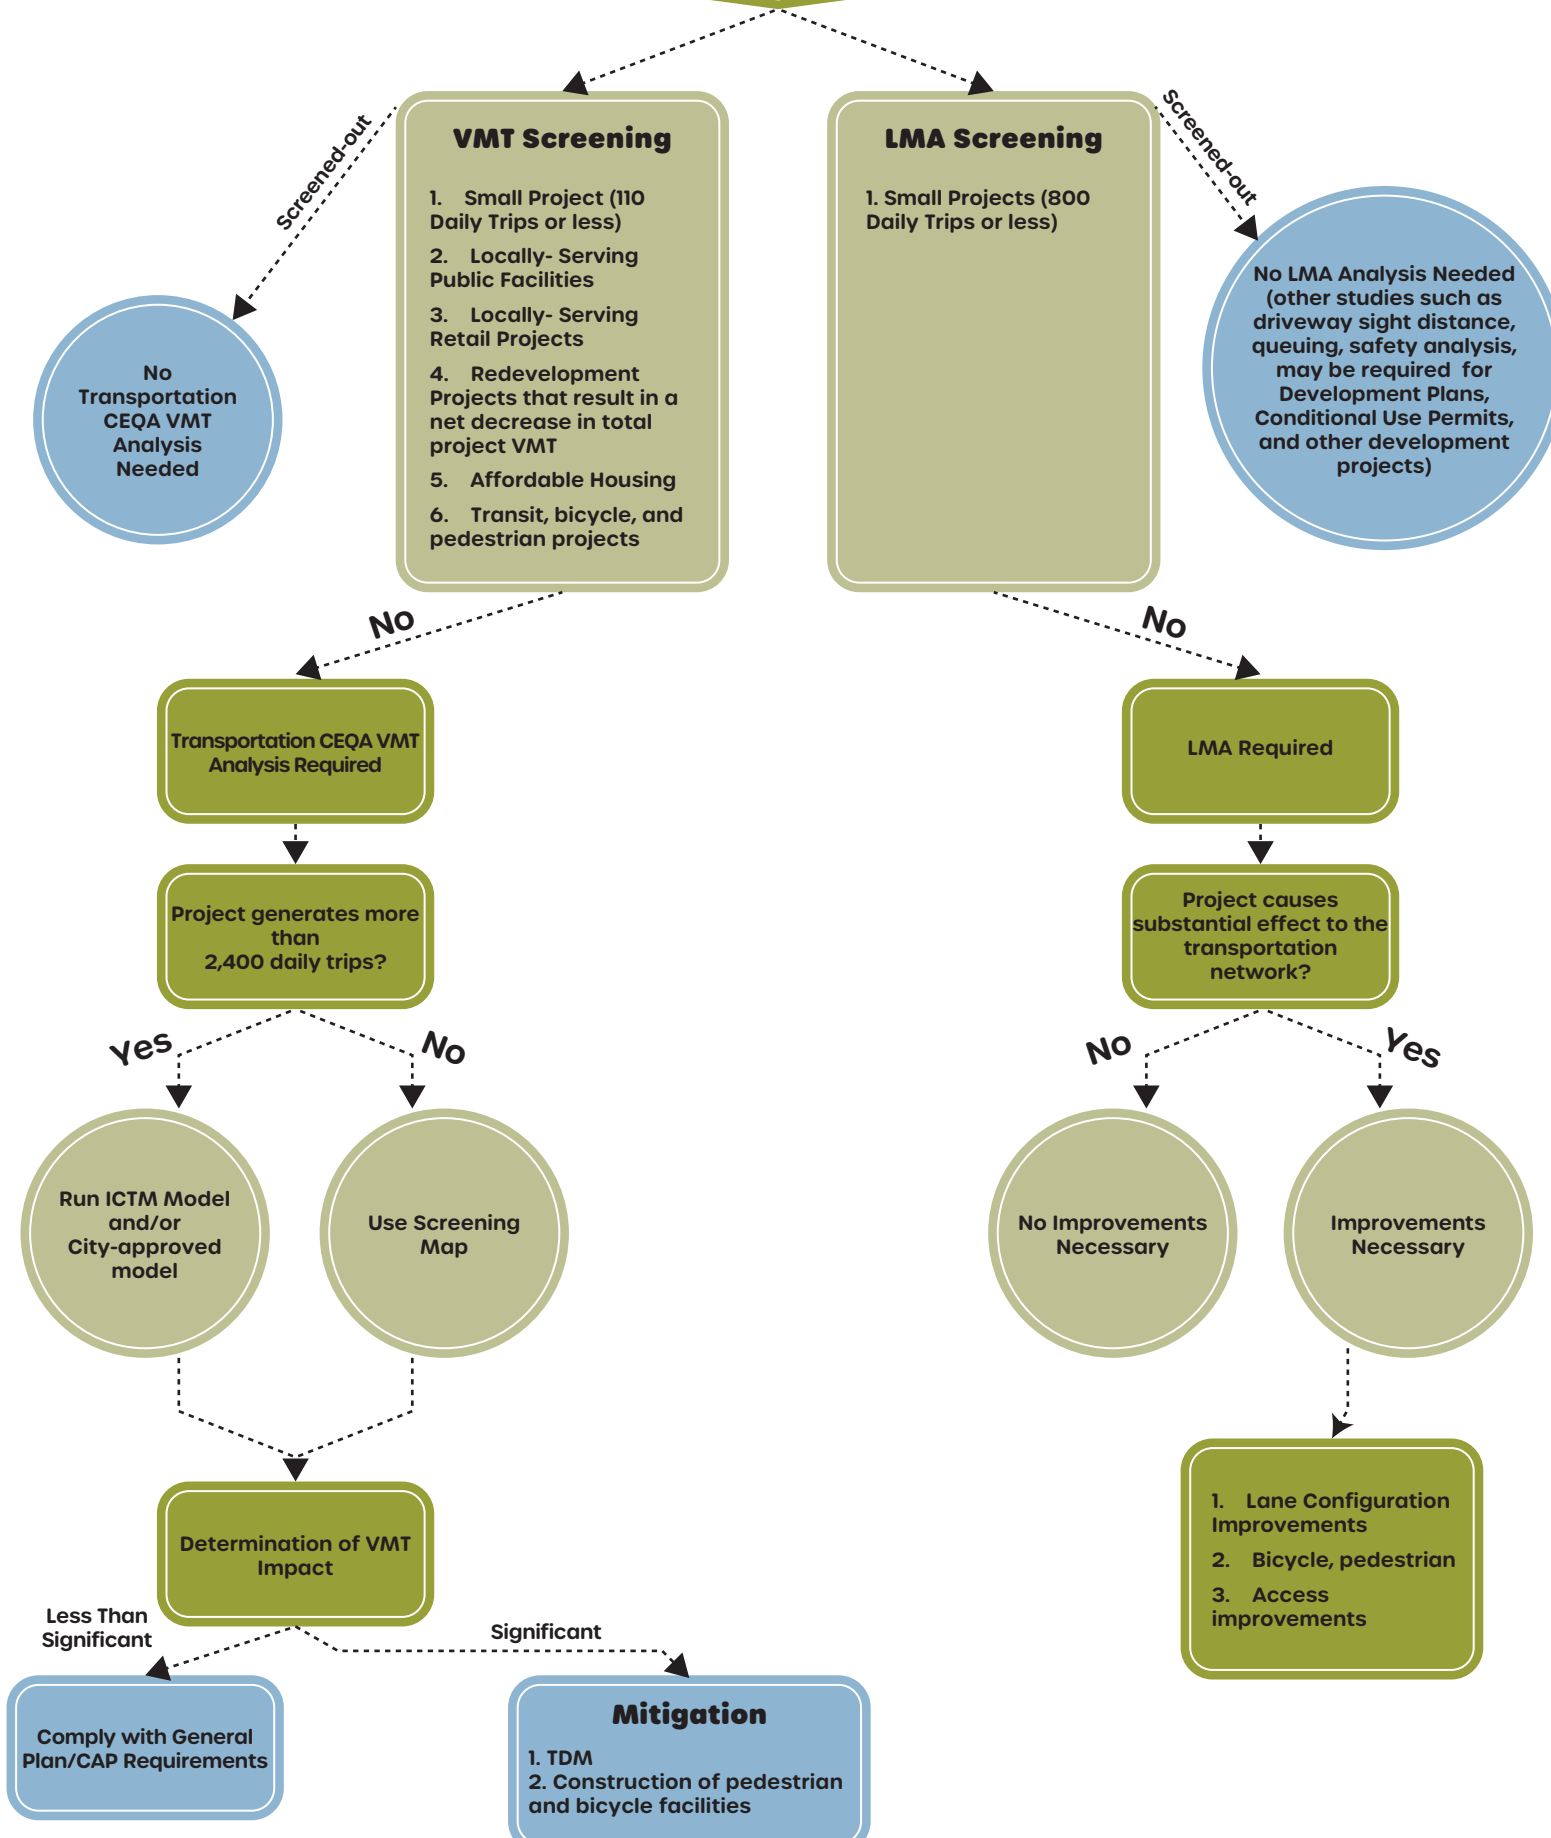 VMT Screening
1. Small Project (110
Daily Trips or less)
2. Locally- Serving
Public Facilities
3. Locally- Serving
Retail Projects
4. Redevelopment
Projects that result in a
net decrease in total
project VMT
5. Affordable Housing
6. Transit, bicycle, and
pedestrian projects
LMA Screening
1. Small Projects (800
Daily Trips or less)
Screened-out
Screened-out
No
Transportation
CEQA VMT
Analysis
Needed
No LMA Analysis Needed
(other studies such as
driveway sight distance,
queuing, safety analysis,
may be required for
Development Plans,
Conditional Use Permits,
and other development
projects)
No
No
Transportation CEQA VMT
Analysis Required
LMA Required
Project generates more
than
2,400 daily trips?
Project causes
substantial effect to the
transportation
network?
Yes
No
No
Yes
Run ICTM Model
and/or
City-approved
model
Use Screening
Map
No Improvements
Necessary
Improvements
Necessary
Determination of VMT
Impact
1. Lane Configuration
Improvements
2. Bicycle, pedestrian
3. Access
improvements
Less Than
Significant
Significant
Comply with General
Plan/CAP Requirements
Mitigation
1. TDM
2. Construction of pedestrian
and bicycle facilities